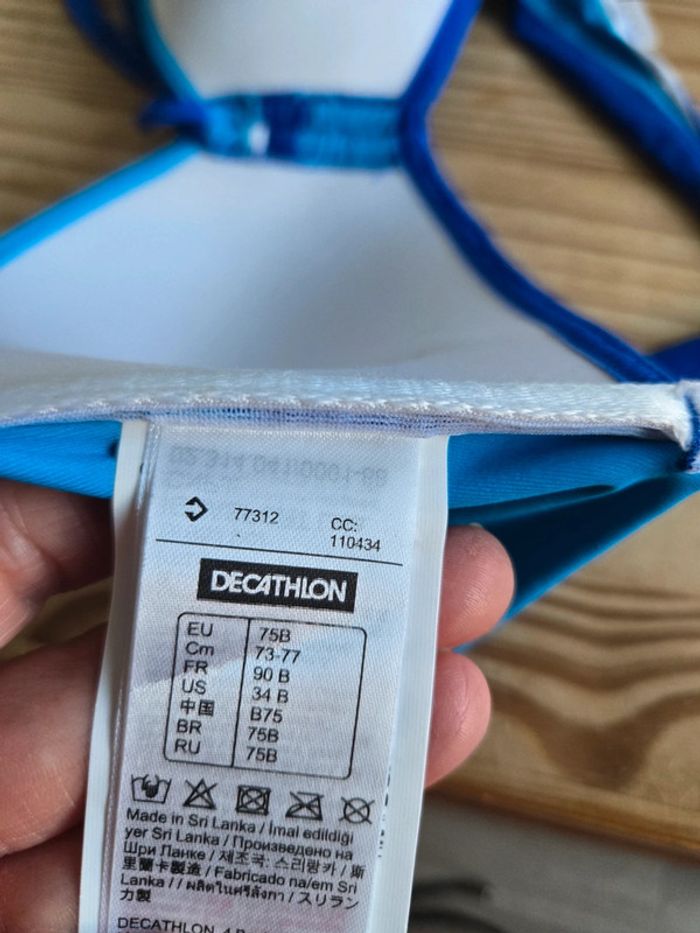 77312
CC:
110434
DECATHLON
EU 75B
Cm 73-77
FR 90 B
US 34 B
中国 B75
BR 75B
RU 75B
Made in Sri Lanka / İmal edildiği
yer Sri Lanka / Произведено на
Шри Ланке / 제조국: 스리랑카 / 斯
里蘭卡製造 / Fabricado na/em Sri
Lanka / / ผลิตในศรีลังกา / スリラン
カ製
DECATHLON